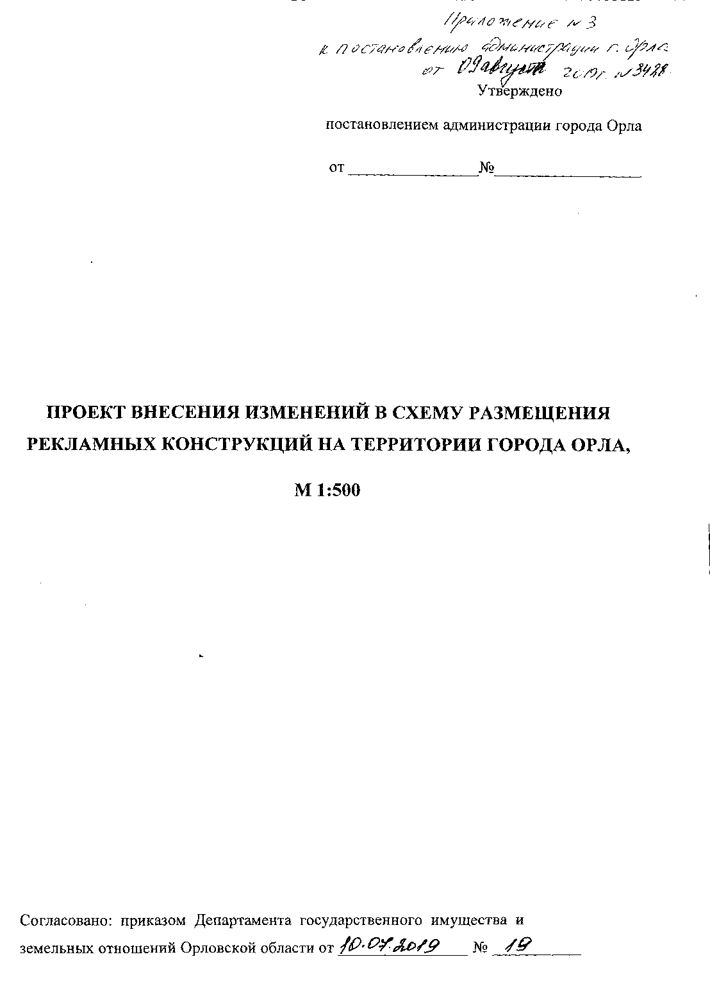 Приложение N 3
к постановлению администрации г. Орла
от 09 августа 2019г. N 3428
Утверждено
постановлением администрации города Орла
от ________ № ________
ПРОЕКТ ВНЕСЕНИЯ ИЗМЕНЕНИЙ В СХЕМУ РАЗМЕЩЕНИЯ
РЕКЛАМНЫХ КОНСТРУКЦИЙ НА ТЕРРИТОРИИ ГОРОДА ОРЛА,
М 1:500
Согласовано: приказом Департамента государственного имущества и
земельных отношений Орловской области от 10.07.2019 № 19